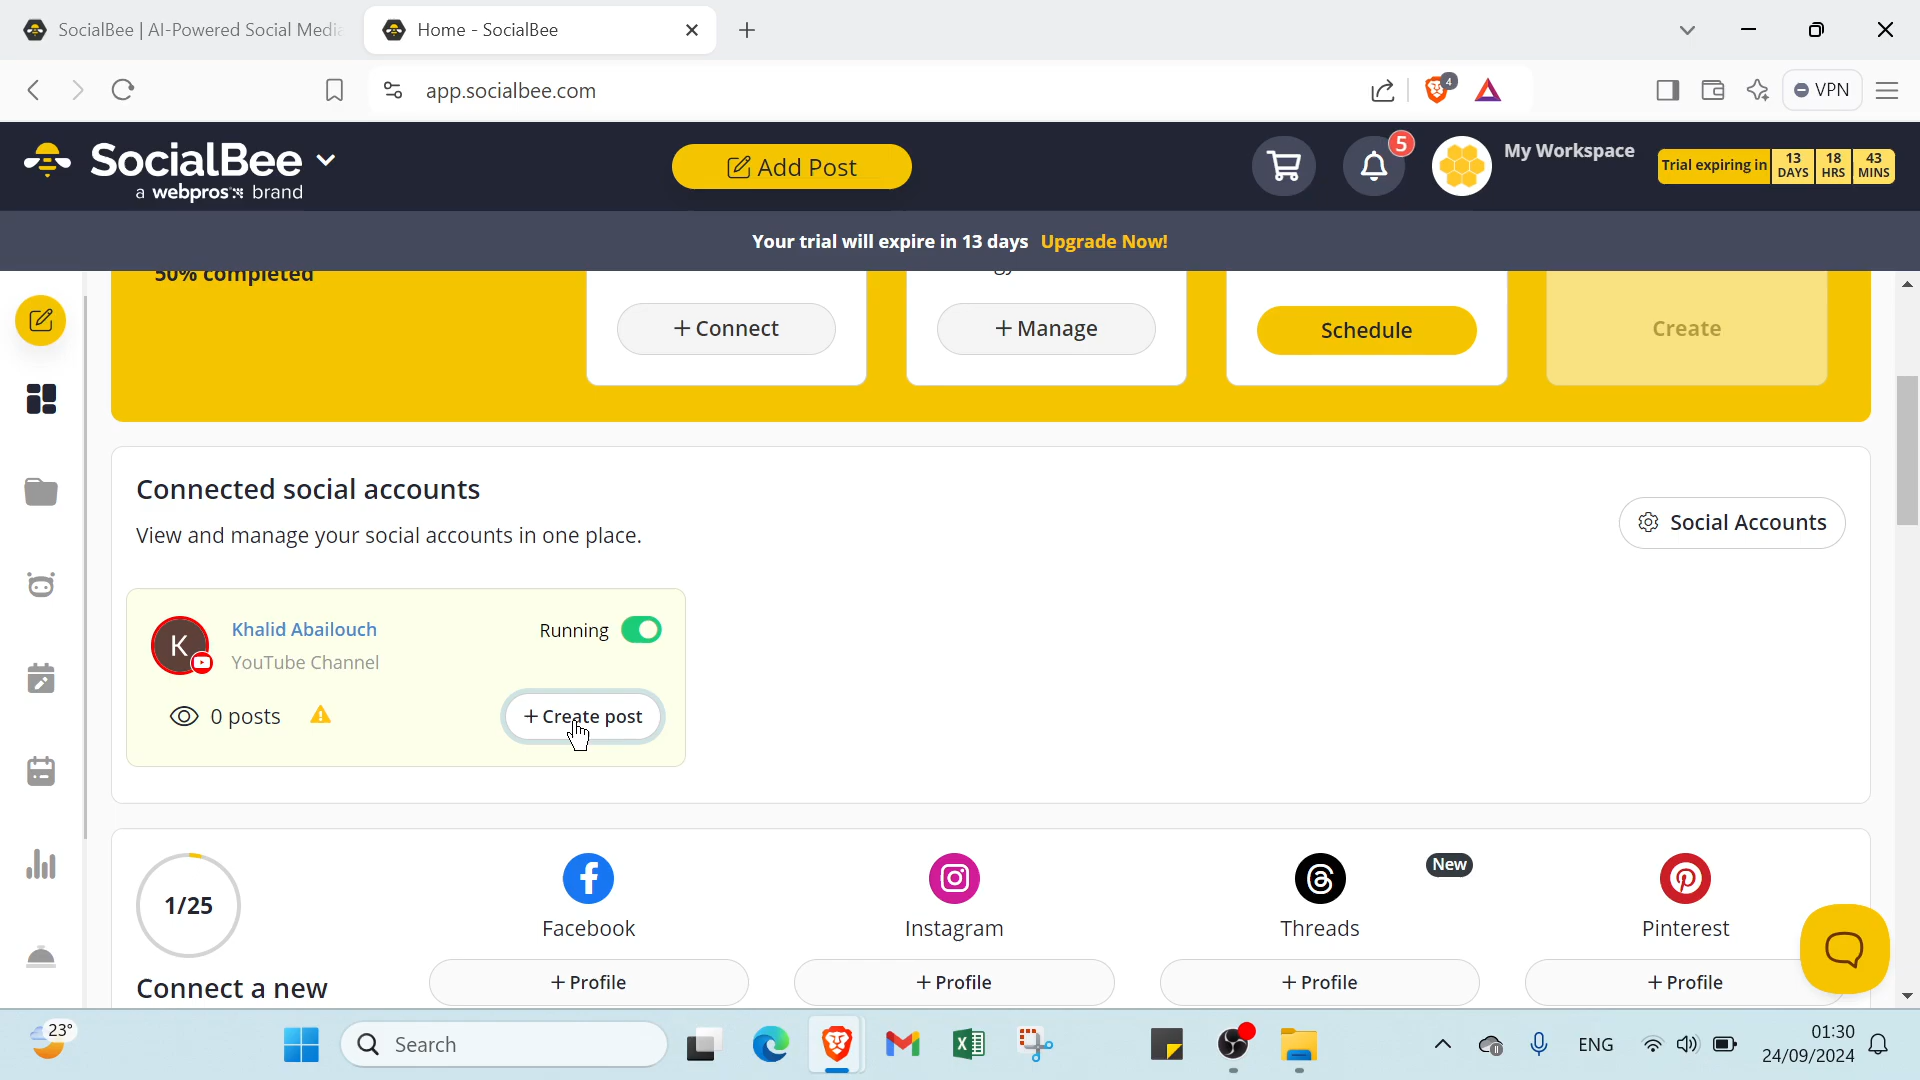 SocialBee | AI-Powered Social Media
Home - SocialBee
app.socialbee.com
4
VPN
SocialBee
a webpros brand
Add Post
5
My Workspace
Trial expiring in 13 DAYS 18 HRS 43 MINS
Your trial will expire in 13 days Upgrade Now!
50% completed
+ Connect
+ Manage
Schedule
Create
Connected social accounts
View and manage your social accounts in one place.
Social Accounts
K
Khalid Abailouch
YouTube Channel
Running
0 posts
+ Create post
1/25
Connect a new
Facebook
+ Profile
Instagram
+ Profile
Threads
New
+ Profile
Pinterest
+ Profile
23°
Search
ENG
01:30
24/09/2024